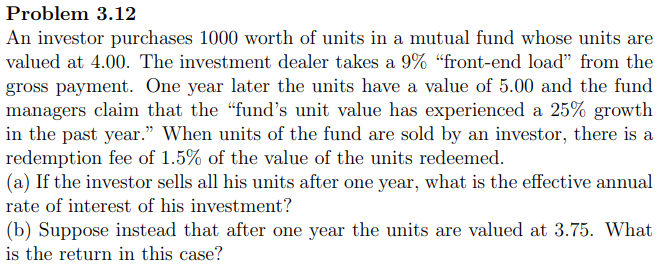 Problem 3.12
An investor purchases 1000 worth of units in a mutual fund whose units are
valued at 4.00. The investment dealer takes a 9% “front-end load” from the
gross payment. One year later the units have a value of 5.00 and the fund
managers claim that the “fund’s unit value has experienced a 25% growth
in the past year.” When units of the fund are sold by an investor, there is a
redemption fee of 1.5% of the value of the units redeemed.
(a) If the investor sells all his units after one year, what is the effective annual
rate of interest of his investment?
(b) Suppose instead that after one year the units are valued at 3.75. What
is the return in this case?